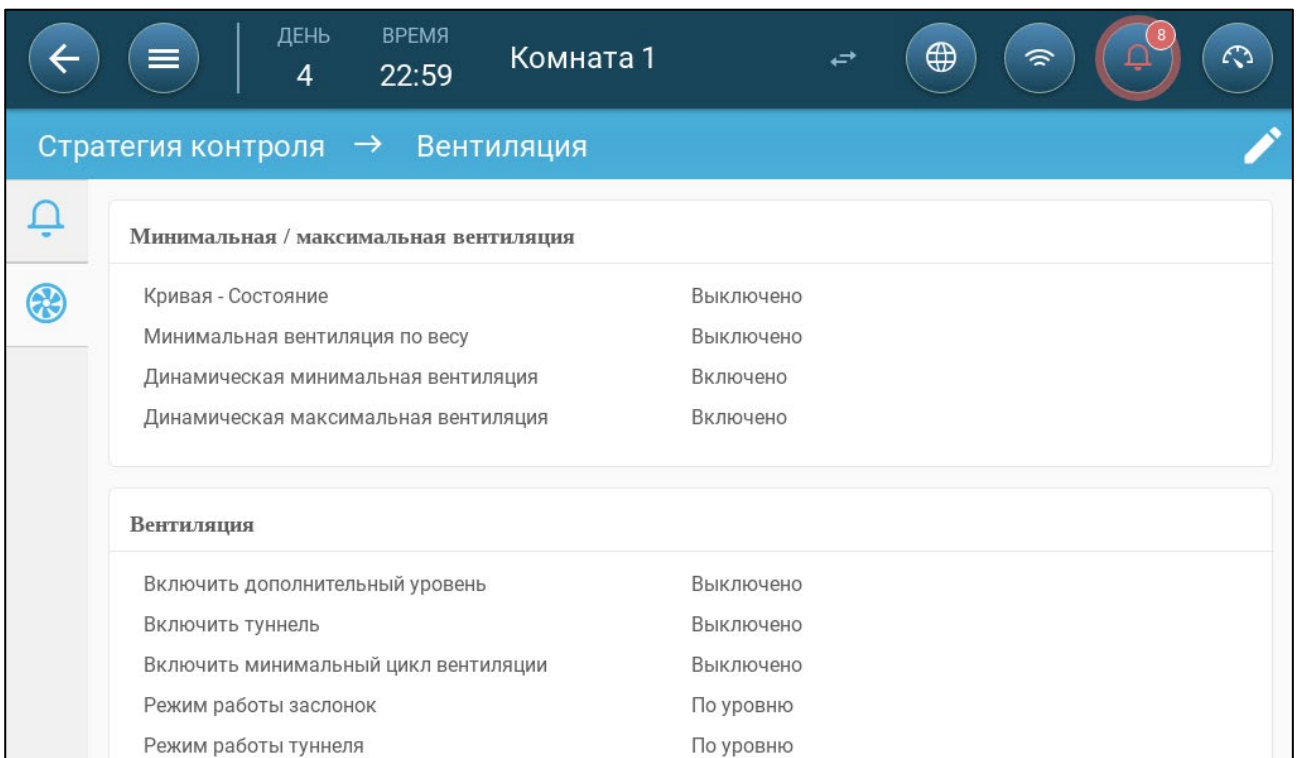 ДЕНЬ ВРЕМЯ
4 22:59 Комната 1 8
Стратегия контроля → Вентиляция
Минимальная / максимальная вентиляция
Кривая - Состояние Выключено
Минимальная вентиляция по весу Выключено
Динамическая минимальная вентиляция Включено
Динамическая максимальная вентиляция Включено
Вентиляция
Включить дополнительный уровень Выключено
Включить туннель Выключено
Включить минимальный цикл вентиляции Выключено
Режим работы заслонок По уровню
Режим работы туннеля По уровню